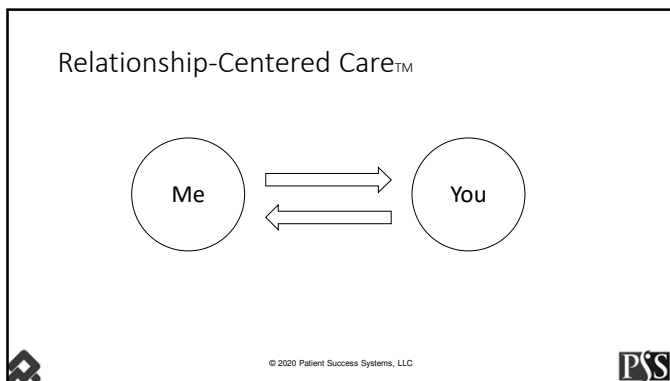 Relationship-Centered Care™
Me
You
© 2020 Patient Success Systems, LLC
PSS